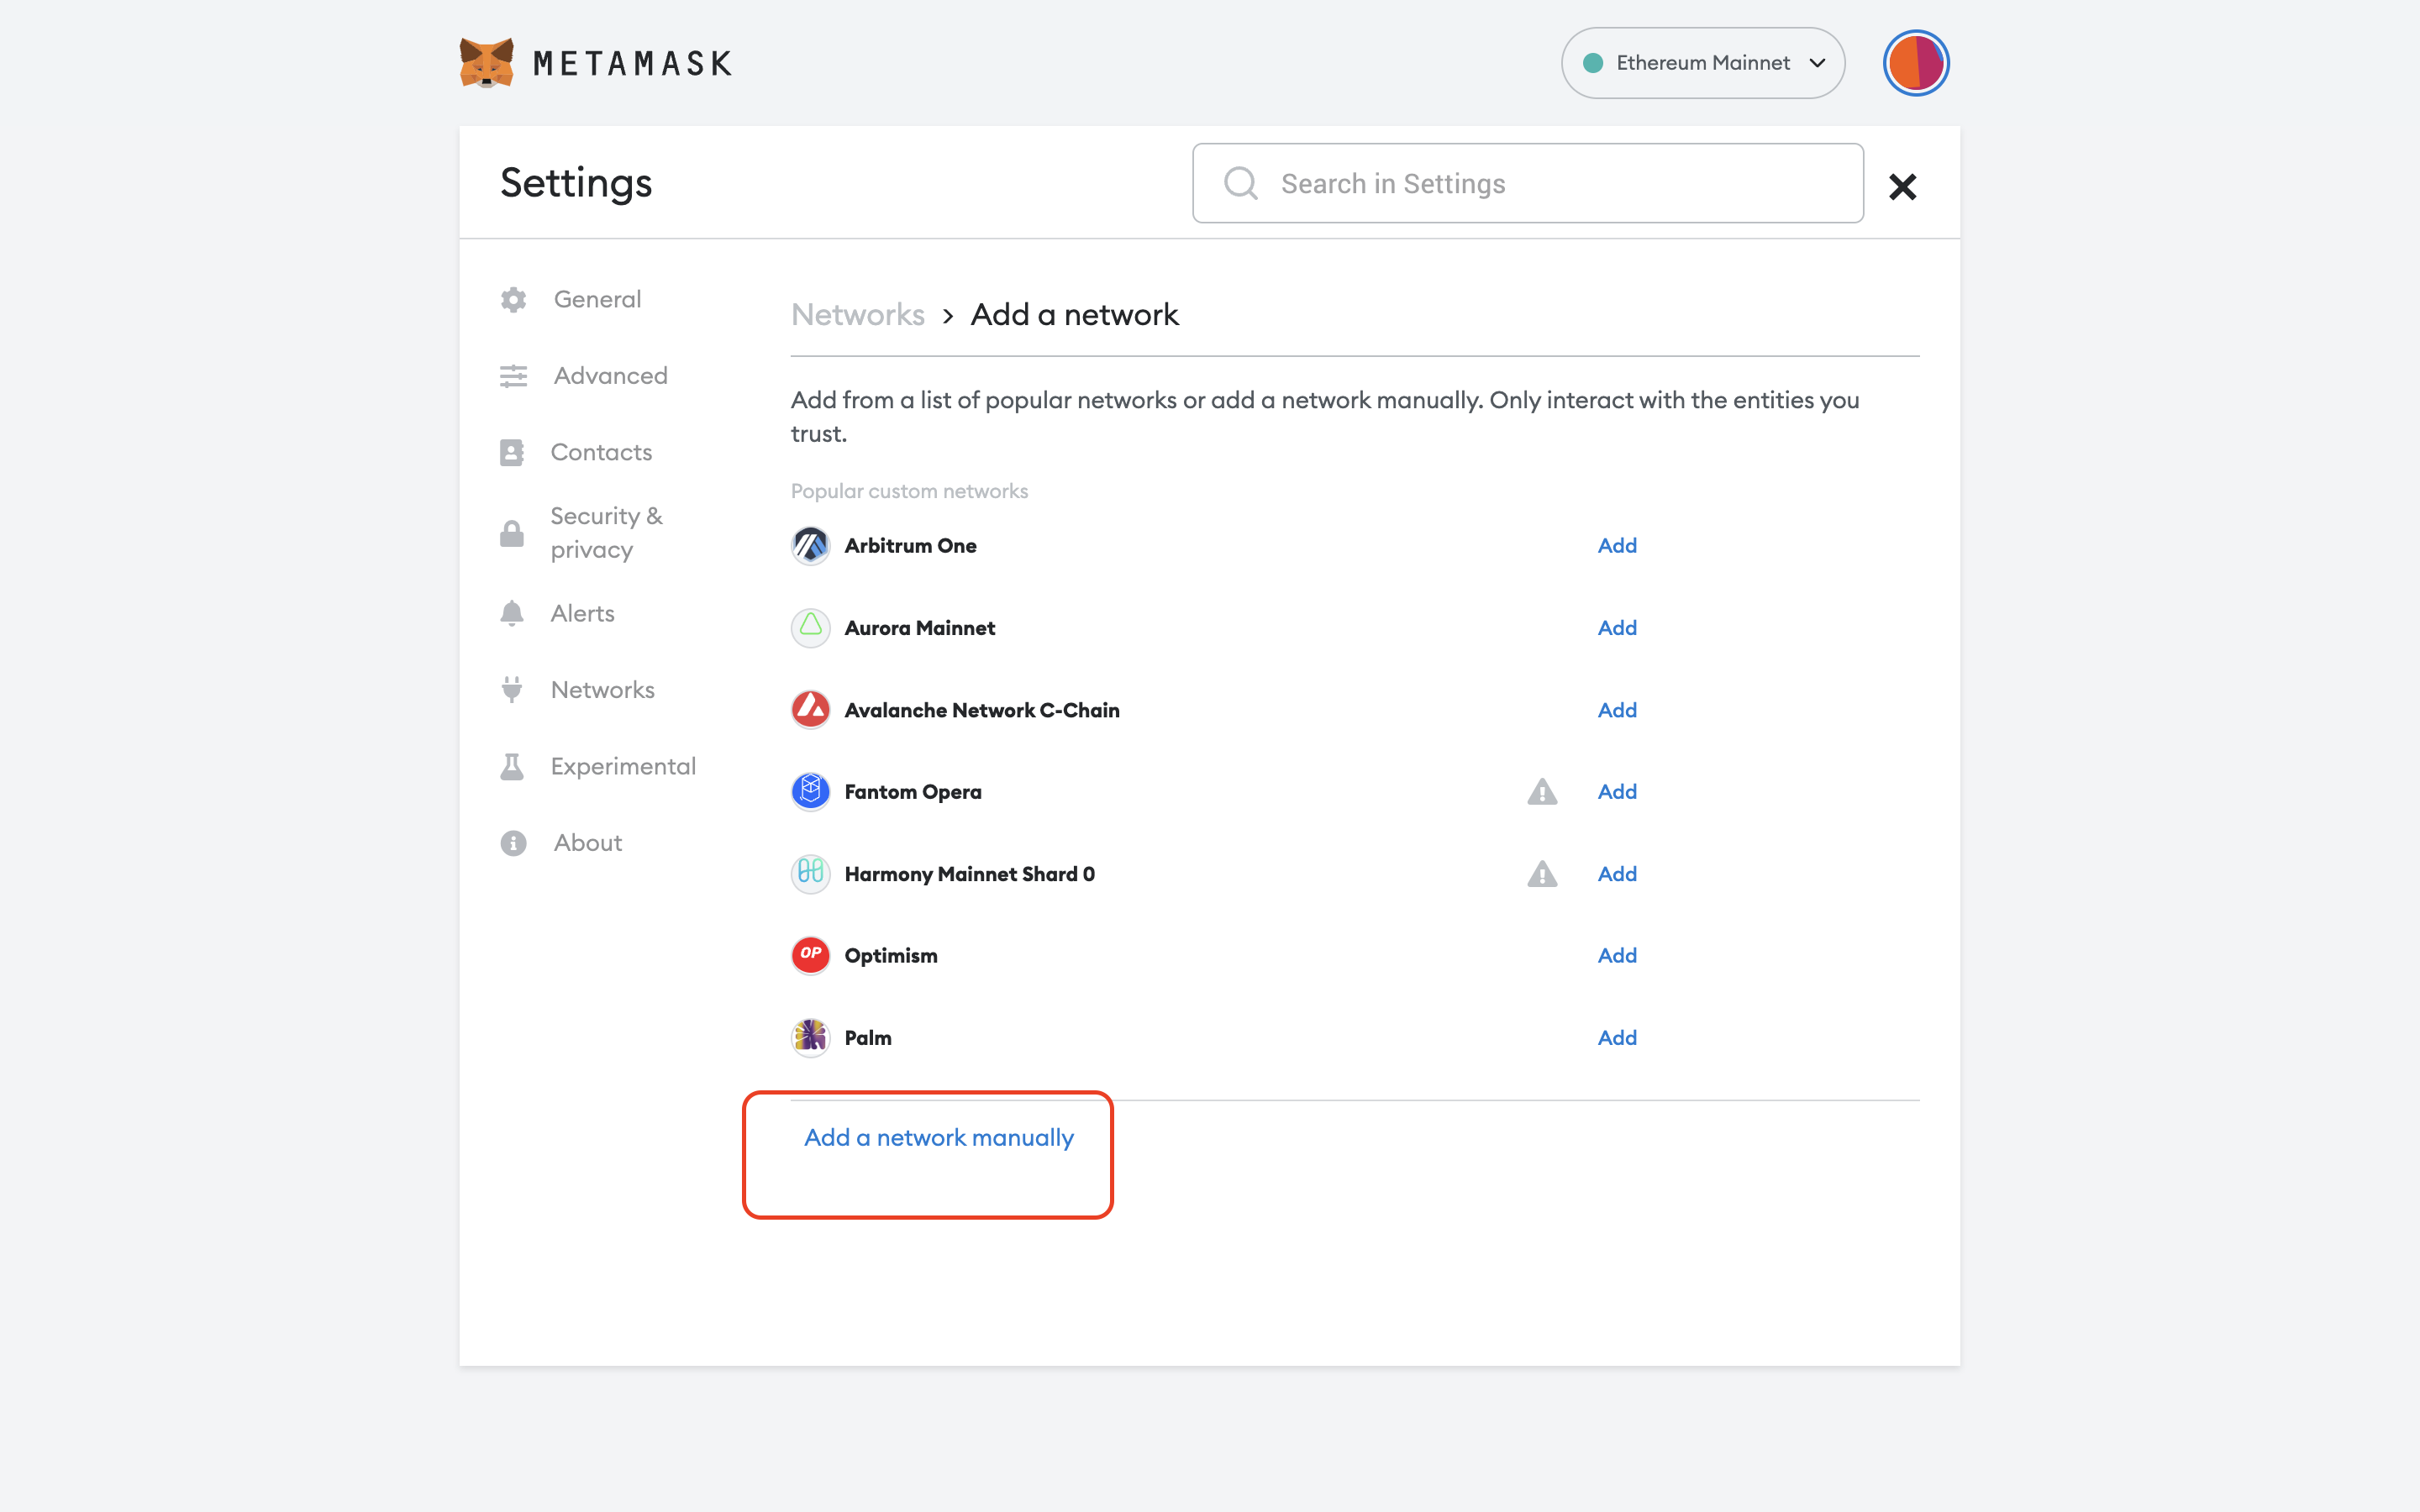 METAMASK
Ethereum Mainnet
Settings
Search in Settings
General
Advanced
Contacts
Security &
privacy
Alerts
Networks
Experimental
About
Networks > Add a network
Add from a list of popular networks or add a network manually. Only interact with the entities you
trust.
Popular custom networks
Arbitrum One Add
Aurora Mainnet Add
Avalanche Network C-Chain Add
Fantom Opera Add
Harmony Mainnet Shard 0 Add
OP Optimism Add
Palm Add
Add a network manually